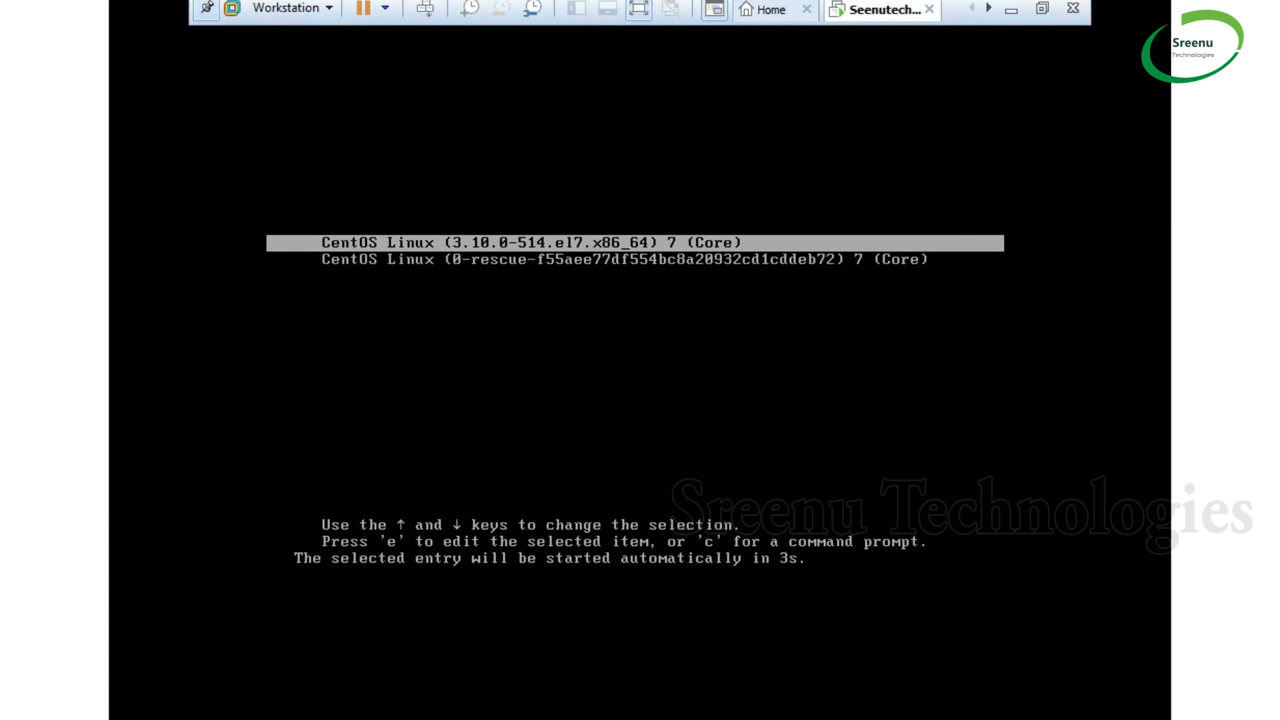 Workstation
Home
Seenutech...
Sreenu
Technologies
CentOS Linux (3.10.0-514.el7.x86_64) 7 (Core)
CentOS Linux (0-rescue-f55aee77df554bc8a20932cd1cddeb72) 7 (Core)
Sreenu Technologies
Use the ↑ and ↓ keys to change the selection.
Press 'e' to edit the selected item, or 'c' for a command prompt.
The selected entry will be started automatically in 3s.